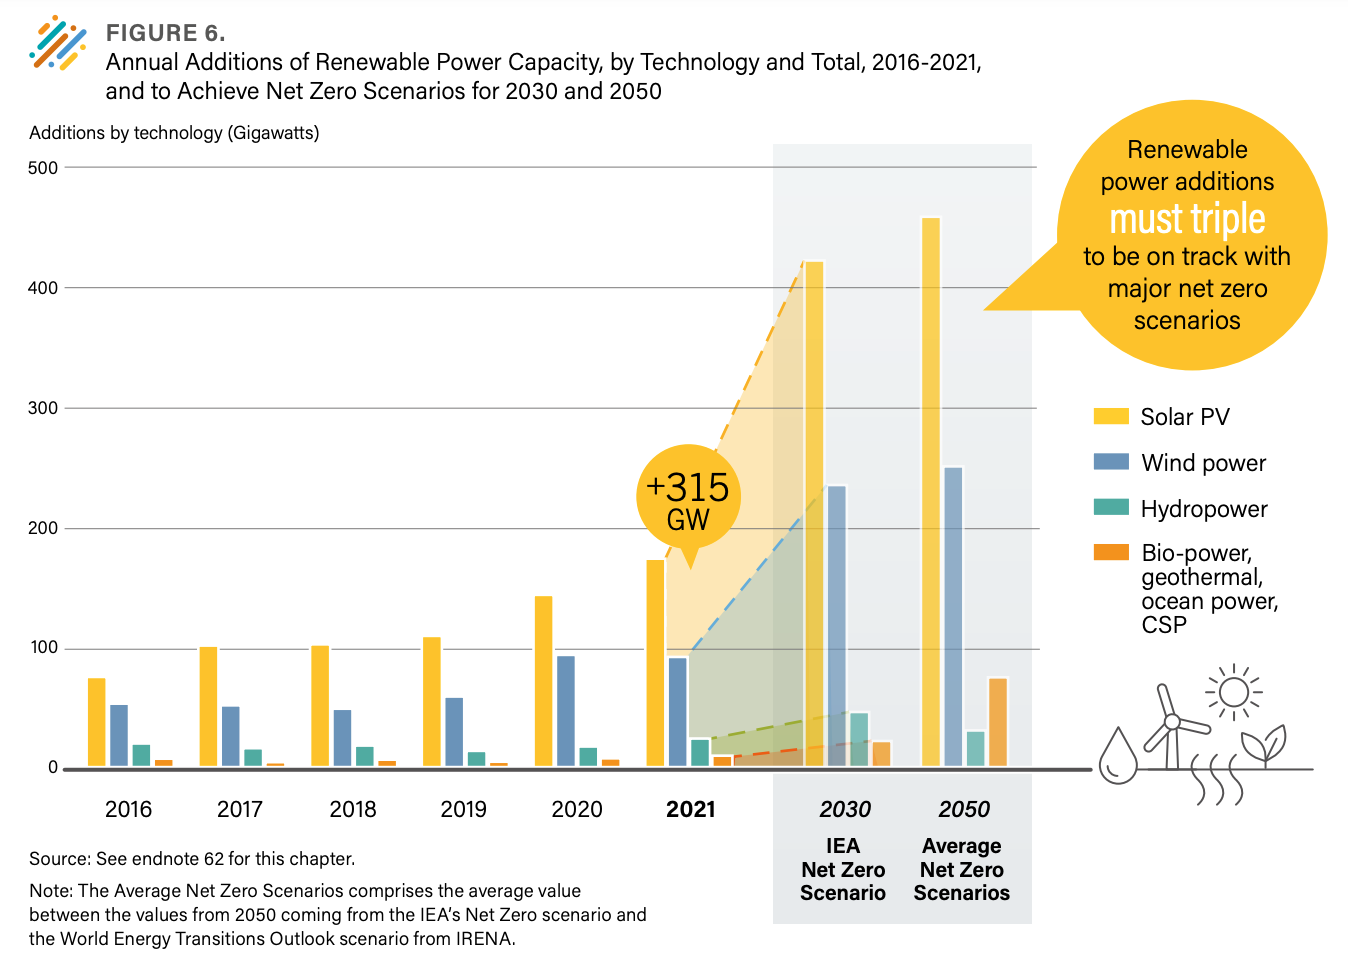 FIGURE 6.
Annual Additions of Renewable Power Capacity, by Technology and Total, 2016-2021,
and to Achieve Net Zero Scenarios for 2030 and 2050
Additions by technology (Gigawatts)
500
400
300
200
100
0
+315
GW
Renewable
power additions
must triple
to be on track with
major net zero
scenarios
Solar PV
Wind power
Hydropower
Bio-power,
geothermal,
ocean power,
CSP
2016
2017
2018
2019
2020
2021
2030
IEA
Net Zero
Scenario
2050
Average
Net Zero
Scenarios
Source: See endnote 62 for this chapter.
Note: The Average Net Zero Scenarios comprises the average value
between the values from 2050 coming from the IEA’s Net Zero scenario and
the World Energy Transitions Outlook scenario from IRENA.